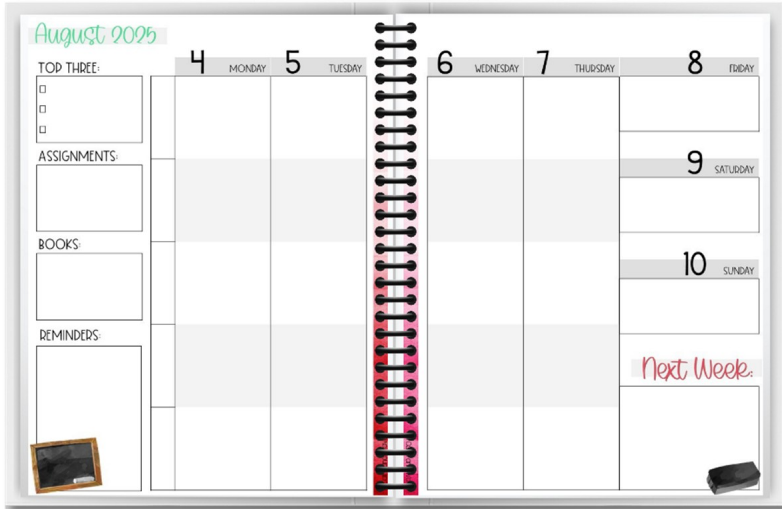 August 2025
TOP THREE:
ASSIGNMENTS:
BOOKS:
REMINDERS:
4 MONDAY
5 TUESDAY
6 WEDNESDAY
7 THURSDAY
8 FRIDAY
9 SATURDAY
10 SUNDAY
Next Week: